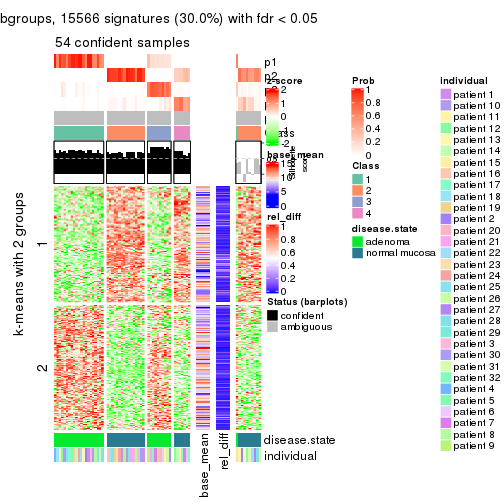 bgroups, 15566 signatures (30.0%) with fdr < 0.05
54 confident samples
p1
p2
z-score
2
1
0
-1
-2
base_mean
15
10
5
0
rel_diff
1
0.8
0.6
0.4
0.2
0
Status (barplots)
confident
ambiguous
Prob
1
0.8
0.6
0.4
0.2
0
Class
1
2
3
4
disease.state
adenoma
normal mucosa
individual
patient 1
patient 10
patient 11
patient 12
patient 13
patient 14
patient 15
patient 16
patient 17
patient 18
patient 19
patient 2
patient 20
patient 21
patient 22
patient 23
patient 24
patient 25
patient 26
patient 27
patient 28
patient 29
patient 3
patient 30
patient 31
patient 32
patient 4
patient 5
patient 6
patient 7
patient 8
patient 9
k-means with 2 groups
1
2
disease.state
individual
base_mean
rel_diff